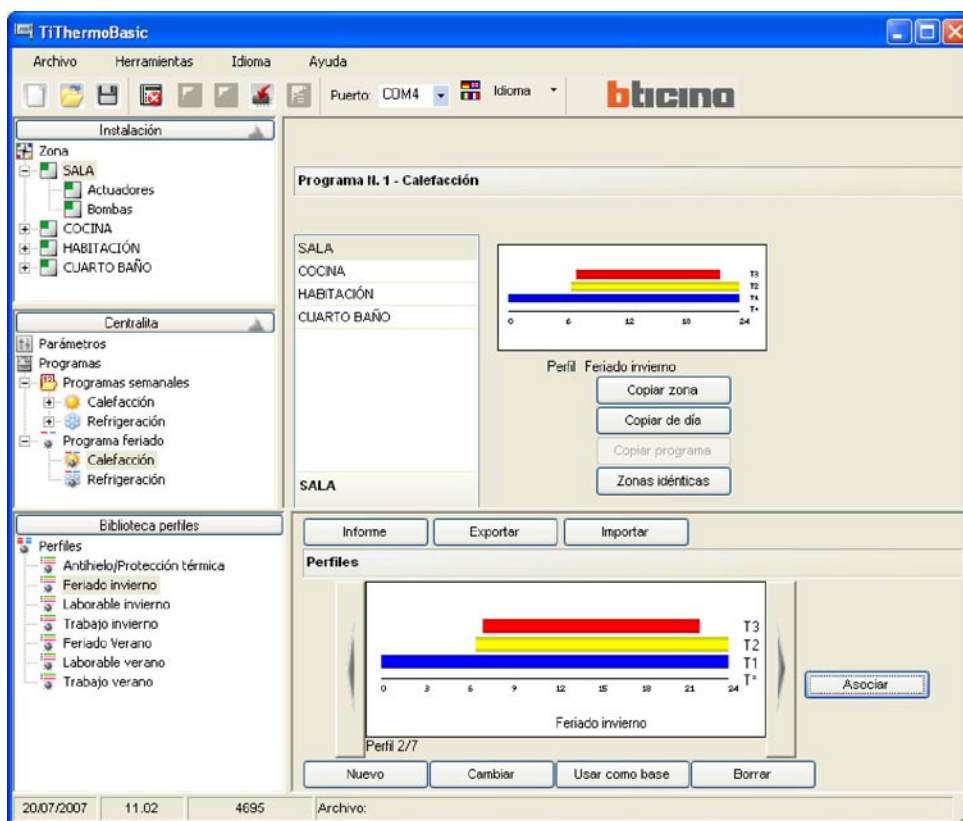 TiThermoBasic
Archivo Herramientas Idioma Ayuda
Puerto: COM4 Idioma bticino
Instalación
Zona
SALA
Actuadores
Bombas
COCINA
HABITACIÓN
CUARTO BAÑO
Centralita
Parámetros
Programas
Programas semanales
Calefacción
Refrigeración
Programa feriado
Calefacción
Refrigeración
Biblioteca perfiles
Perfiles
Antihielo/Protección térmica
Feriado invierno
Laborable invierno
Trabajo invierno
Feriado Verano
Laborable verano
Trabajo verano
Programa N. 1 - Calefacción
SALA
COCINA
HABITACIÓN
CUARTO BAÑO
SALA
T3
T2
T1
T*
0 6 12 18 24
Perfil Feriado invierno
Copiar zona
Copiar de día
Copiar programa
Zonas idénticas
Informe Exportar Importar
Perfiles
T3
T2
T1
T*
0 3 6 9 12 15 18 21 24
Feriado invierno
Perfil 2/7
Asociar
Nuevo Cambiar Usar como base Borrar
20/07/2007 11.02 4695 Archivo: